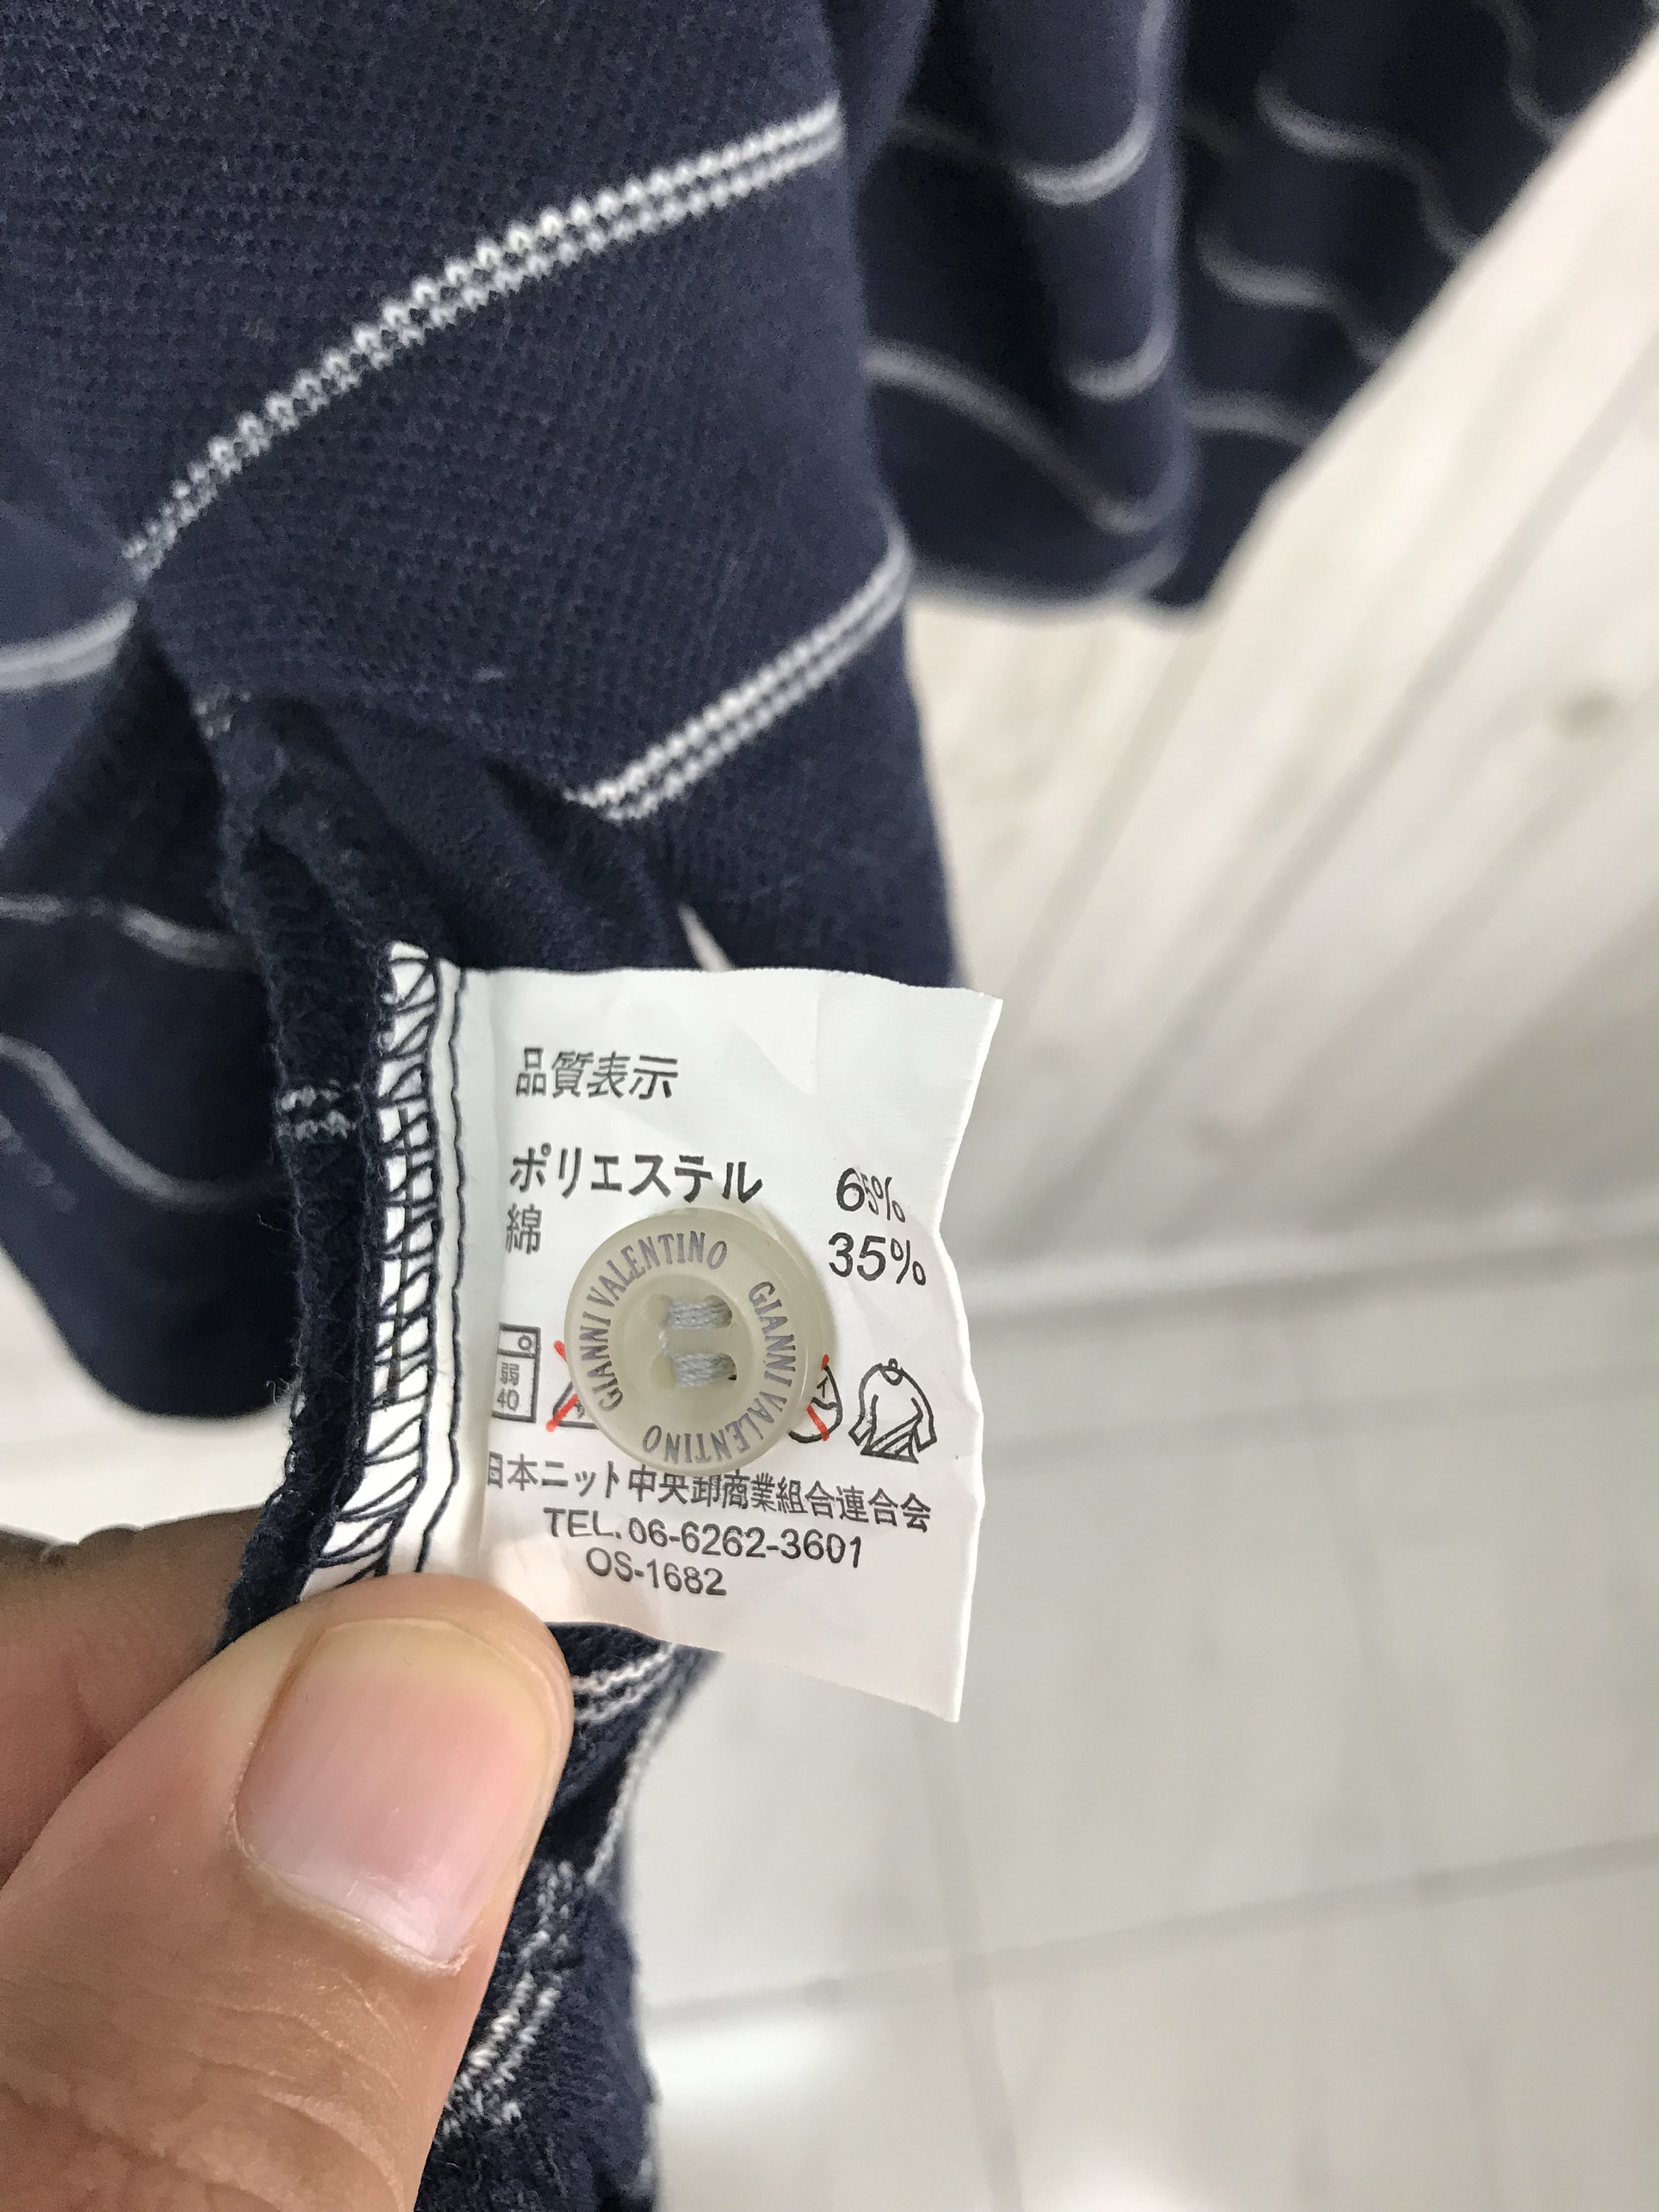 品質表示
ポリエステル 65%
綿 35%
GIANNI VALENTINO GIANNI VALENTINO
弱
40
日本ニット中央卸商業組合連合会
TEL. 06-6262-3601
OS-1682